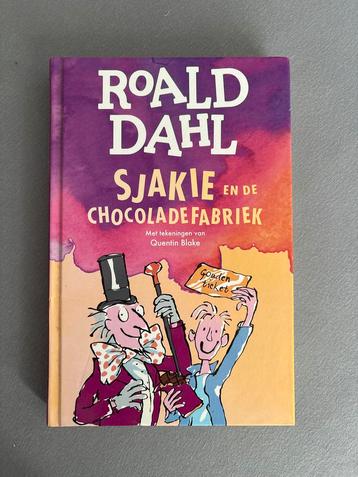 ROALD
DAHL
SJAKIE EN DE
CHOCOLADEFABRIEK
Met tekeningen van
Quentin Blake
gouden
ticket